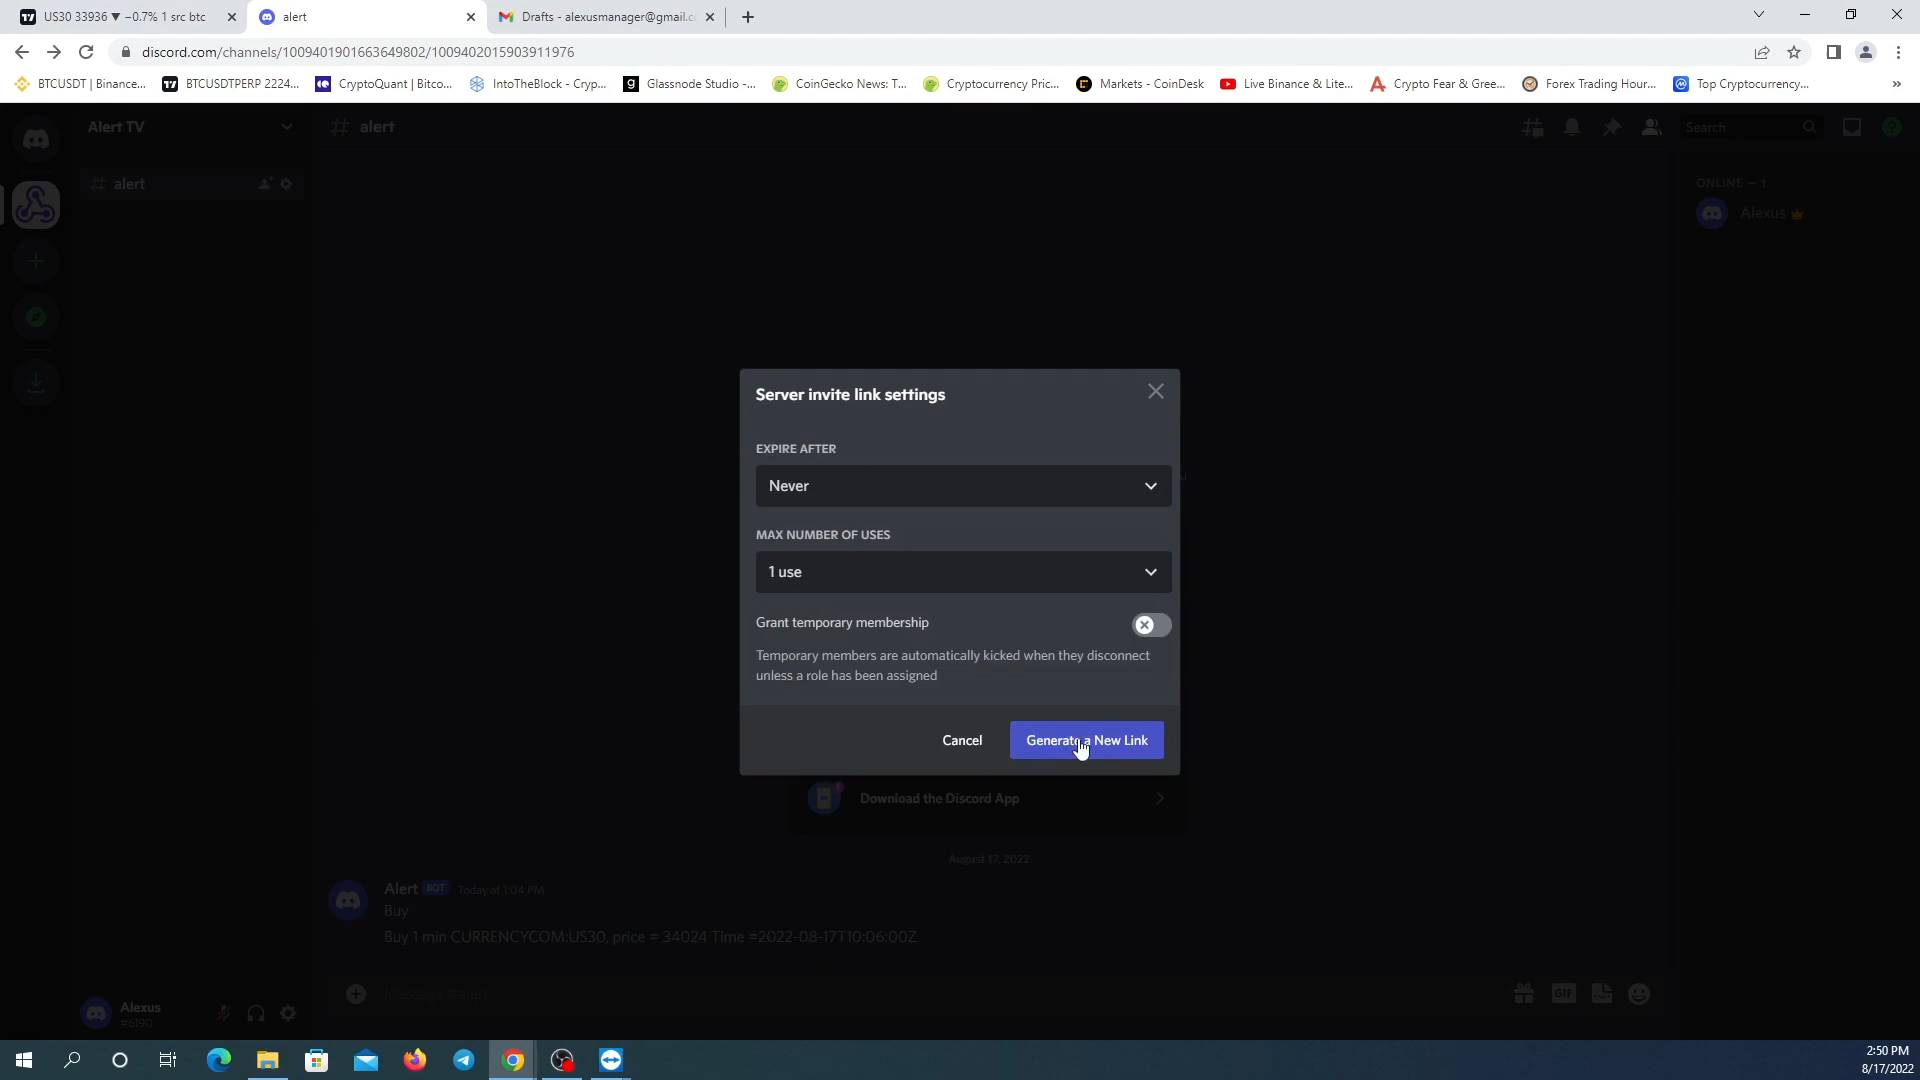 US30 33936 ▼ −0.7% 1 src btc
alert
Drafts - alexusmanager@gmail.c
discord.com/channels/1009401901663649802/1009402015903911976
BTCUSDT | Binance...
BTCUSDTPERP 2224...
CryptoQuant | Bitco...
IntoTheBlock - Cryp...
Glassnode Studio -...
CoinGecko News: T...
Cryptocurrency Pric...
Markets - CoinDesk
Live Binance & Lite...
Crypto Fear & Gree...
Forex Trading Hour...
Top Cryptocurrency...
»
Alert TV
# alert
Search
# alert
ONLINE — 1
Alexus
Server invite link settings
EXPIRE AFTER
Never
MAX NUMBER OF USES
1 use
Grant temporary membership
Temporary members are automatically kicked when they disconnect
unless a role has been assigned
Cancel
Generate a New Link
Download the Discord App
August 17, 2022
Alert BOT Today at 1:04 PM
Buy
Buy 1 min CURRENCYCOM:US30, price = 34024 Time =2022-08-17T10:06:00Z
Message #alert
GIF
Alexus
#6190
2:50 PM
8/17/2022